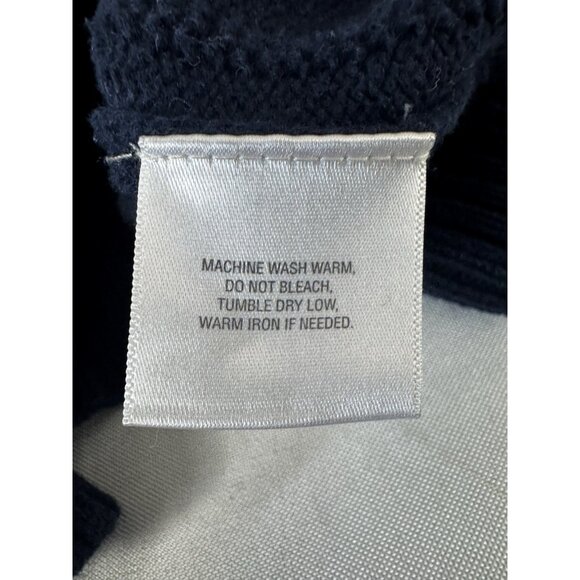 MACHINE WASH WARM,
DO NOT BLEACH,
TUMBLE DRY LOW,
WARM IRON IF NEEDED.